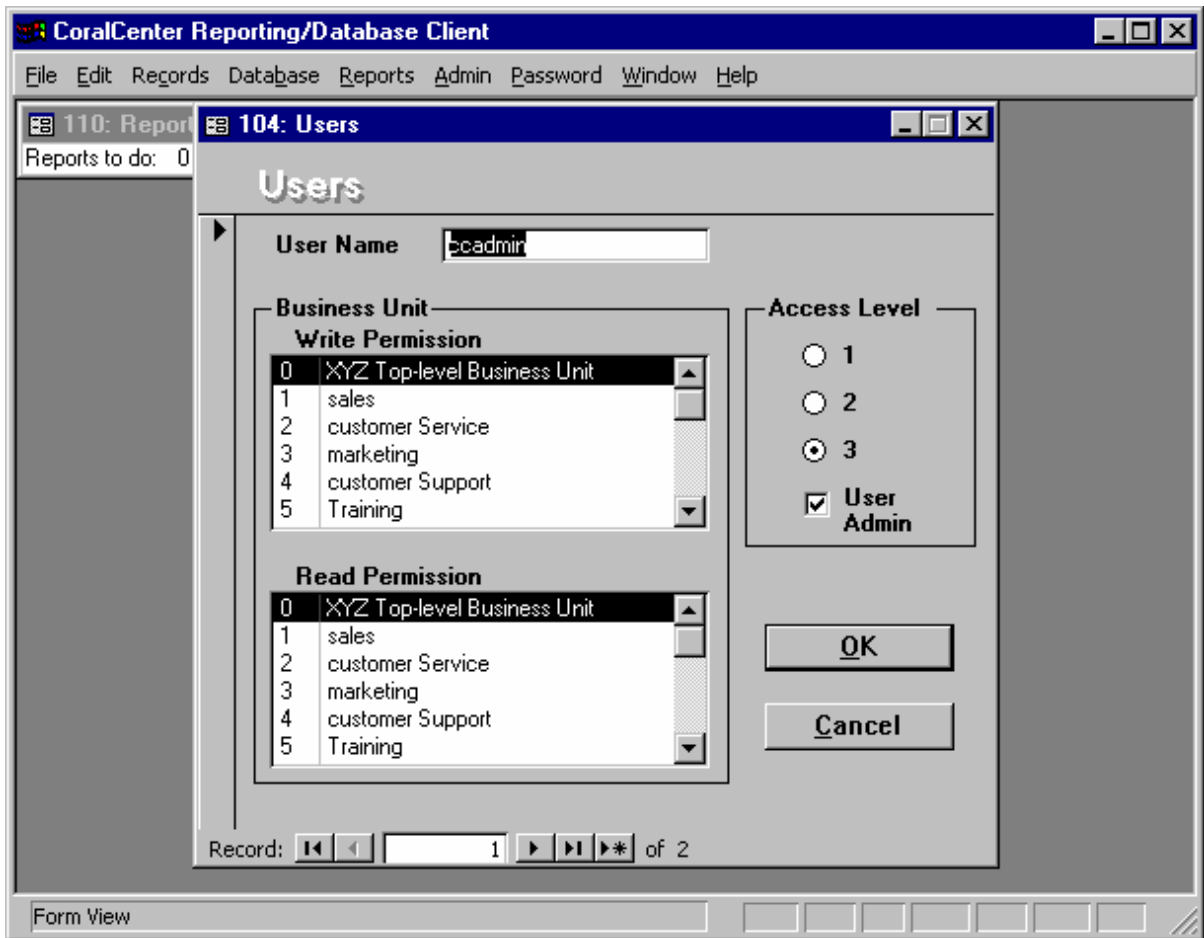 CoralCenter Reporting/Database Client
File Edit Records Database Reports Admin Password Window Help
110: Report
Reports to do: 0
104: Users
Users
User Name ccadmin
Business Unit
Write Permission
0 XYZ Top-level Business Unit
1 sales
2 customer Service
3 marketing
4 customer Support
5 Training
Access Level
1
2
3
User
Admin
Read Permission
0 XYZ Top-level Business Unit
1 sales
2 customer Service
3 marketing
4 customer Support
5 Training
OK
Cancel
Record: 1 of 2
Form View